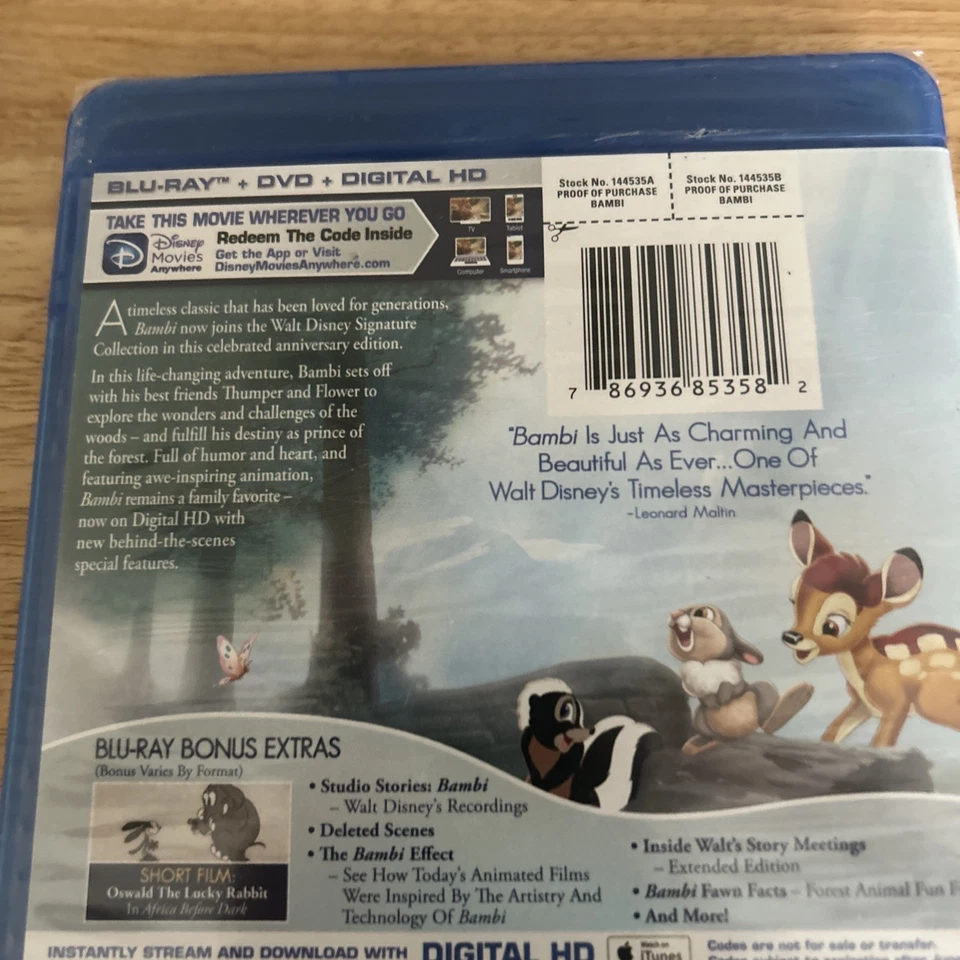 BLU-RAY™ + DVD + DIGITAL HD
TAKE THIS MOVIE WHEREVER YOU GO
Disney Movies Anywhere
Redeem The Code Inside
Get the App or Visit
DisneyMoviesAnywhere.com
TV
Tablet
Computer
Smartphone
Stock No. 144535A
PROOF OF PURCHASE
BAMBI
Stock No. 144535B
PROOF OF PURCHASE
BAMBI
7 86936 85358 2
A timeless classic that has been loved for generations,
Bambi now joins the Walt Disney Signature
Collection in this celebrated anniversary edition.
In this life-changing adventure, Bambi sets off
with his best friends Thumper and Flower to
explore the wonders and challenges of the
woods – and fulfill his destiny as prince of
the forest. Full of humor and heart, and
featuring awe-inspiring animation,
Bambi remains a family favorite –
now on Digital HD with
new behind-the-scenes
special features.
"Bambi Is Just As Charming And
Beautiful As Ever...One Of
Walt Disney's Timeless Masterpieces."
-Leonard Maltin
BLU-RAY BONUS EXTRAS
(Bonus Varies By Format)
SHORT FILM:
Oswald The Lucky Rabbit
In Africa Before Dark
• Studio Stories: Bambi
– Walt Disney's Recordings
• Deleted Scenes
• The Bambi Effect
– See How Today's Animated Films
Were Inspired By The Artistry And
Technology Of Bambi
• Inside Walt's Story Meetings
– Extended Edition
• Bambi Fawn Facts – Forest Animal Fun F
• And More!
INSTANTLY STREAM AND DOWNLOAD WITH DIGITAL HD
Watch on
iTunes
Codes are not for sale or transfer.